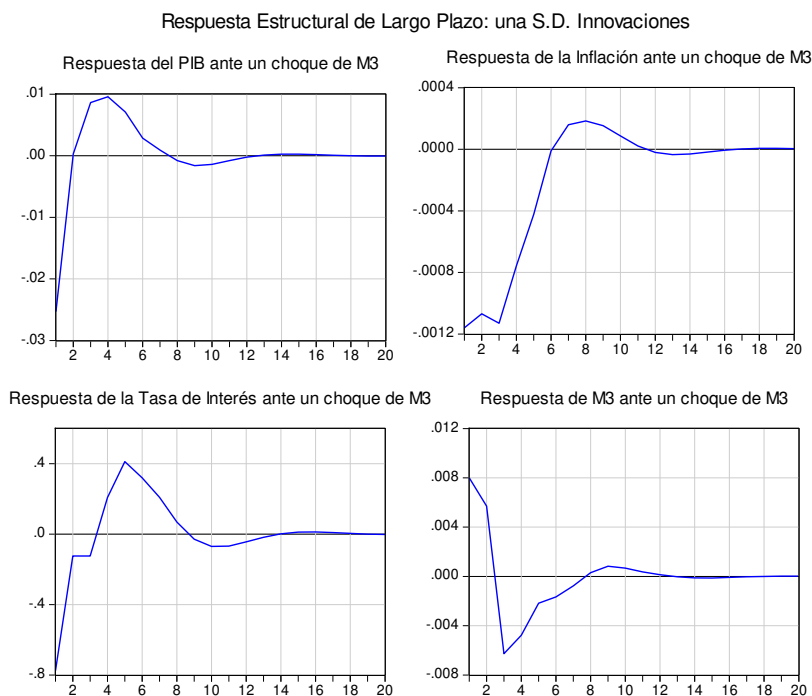 Respuesta Estructural de Largo Plazo: una S.D. Innovaciones
Respuesta del PIB ante un choque de M3
.01
.00
-.01
-.02
-.03
2 4 6 8 10 12 14 16 18 20
Respuesta de la Inflación ante un choque de M3
.0004
.0000
-.0004
-.0008
-.0012
2 4 6 8 10 12 14 16 18 20
Respuesta de la Tasa de Interés ante un choque de M3
.4
.0
-.4
-.8
2 4 6 8 10 12 14 16 18 20
Respuesta de M3 ante un choque de M3
.012
.008
.004
.000
-.004
-.008
2 4 6 8 10 12 14 16 18 20